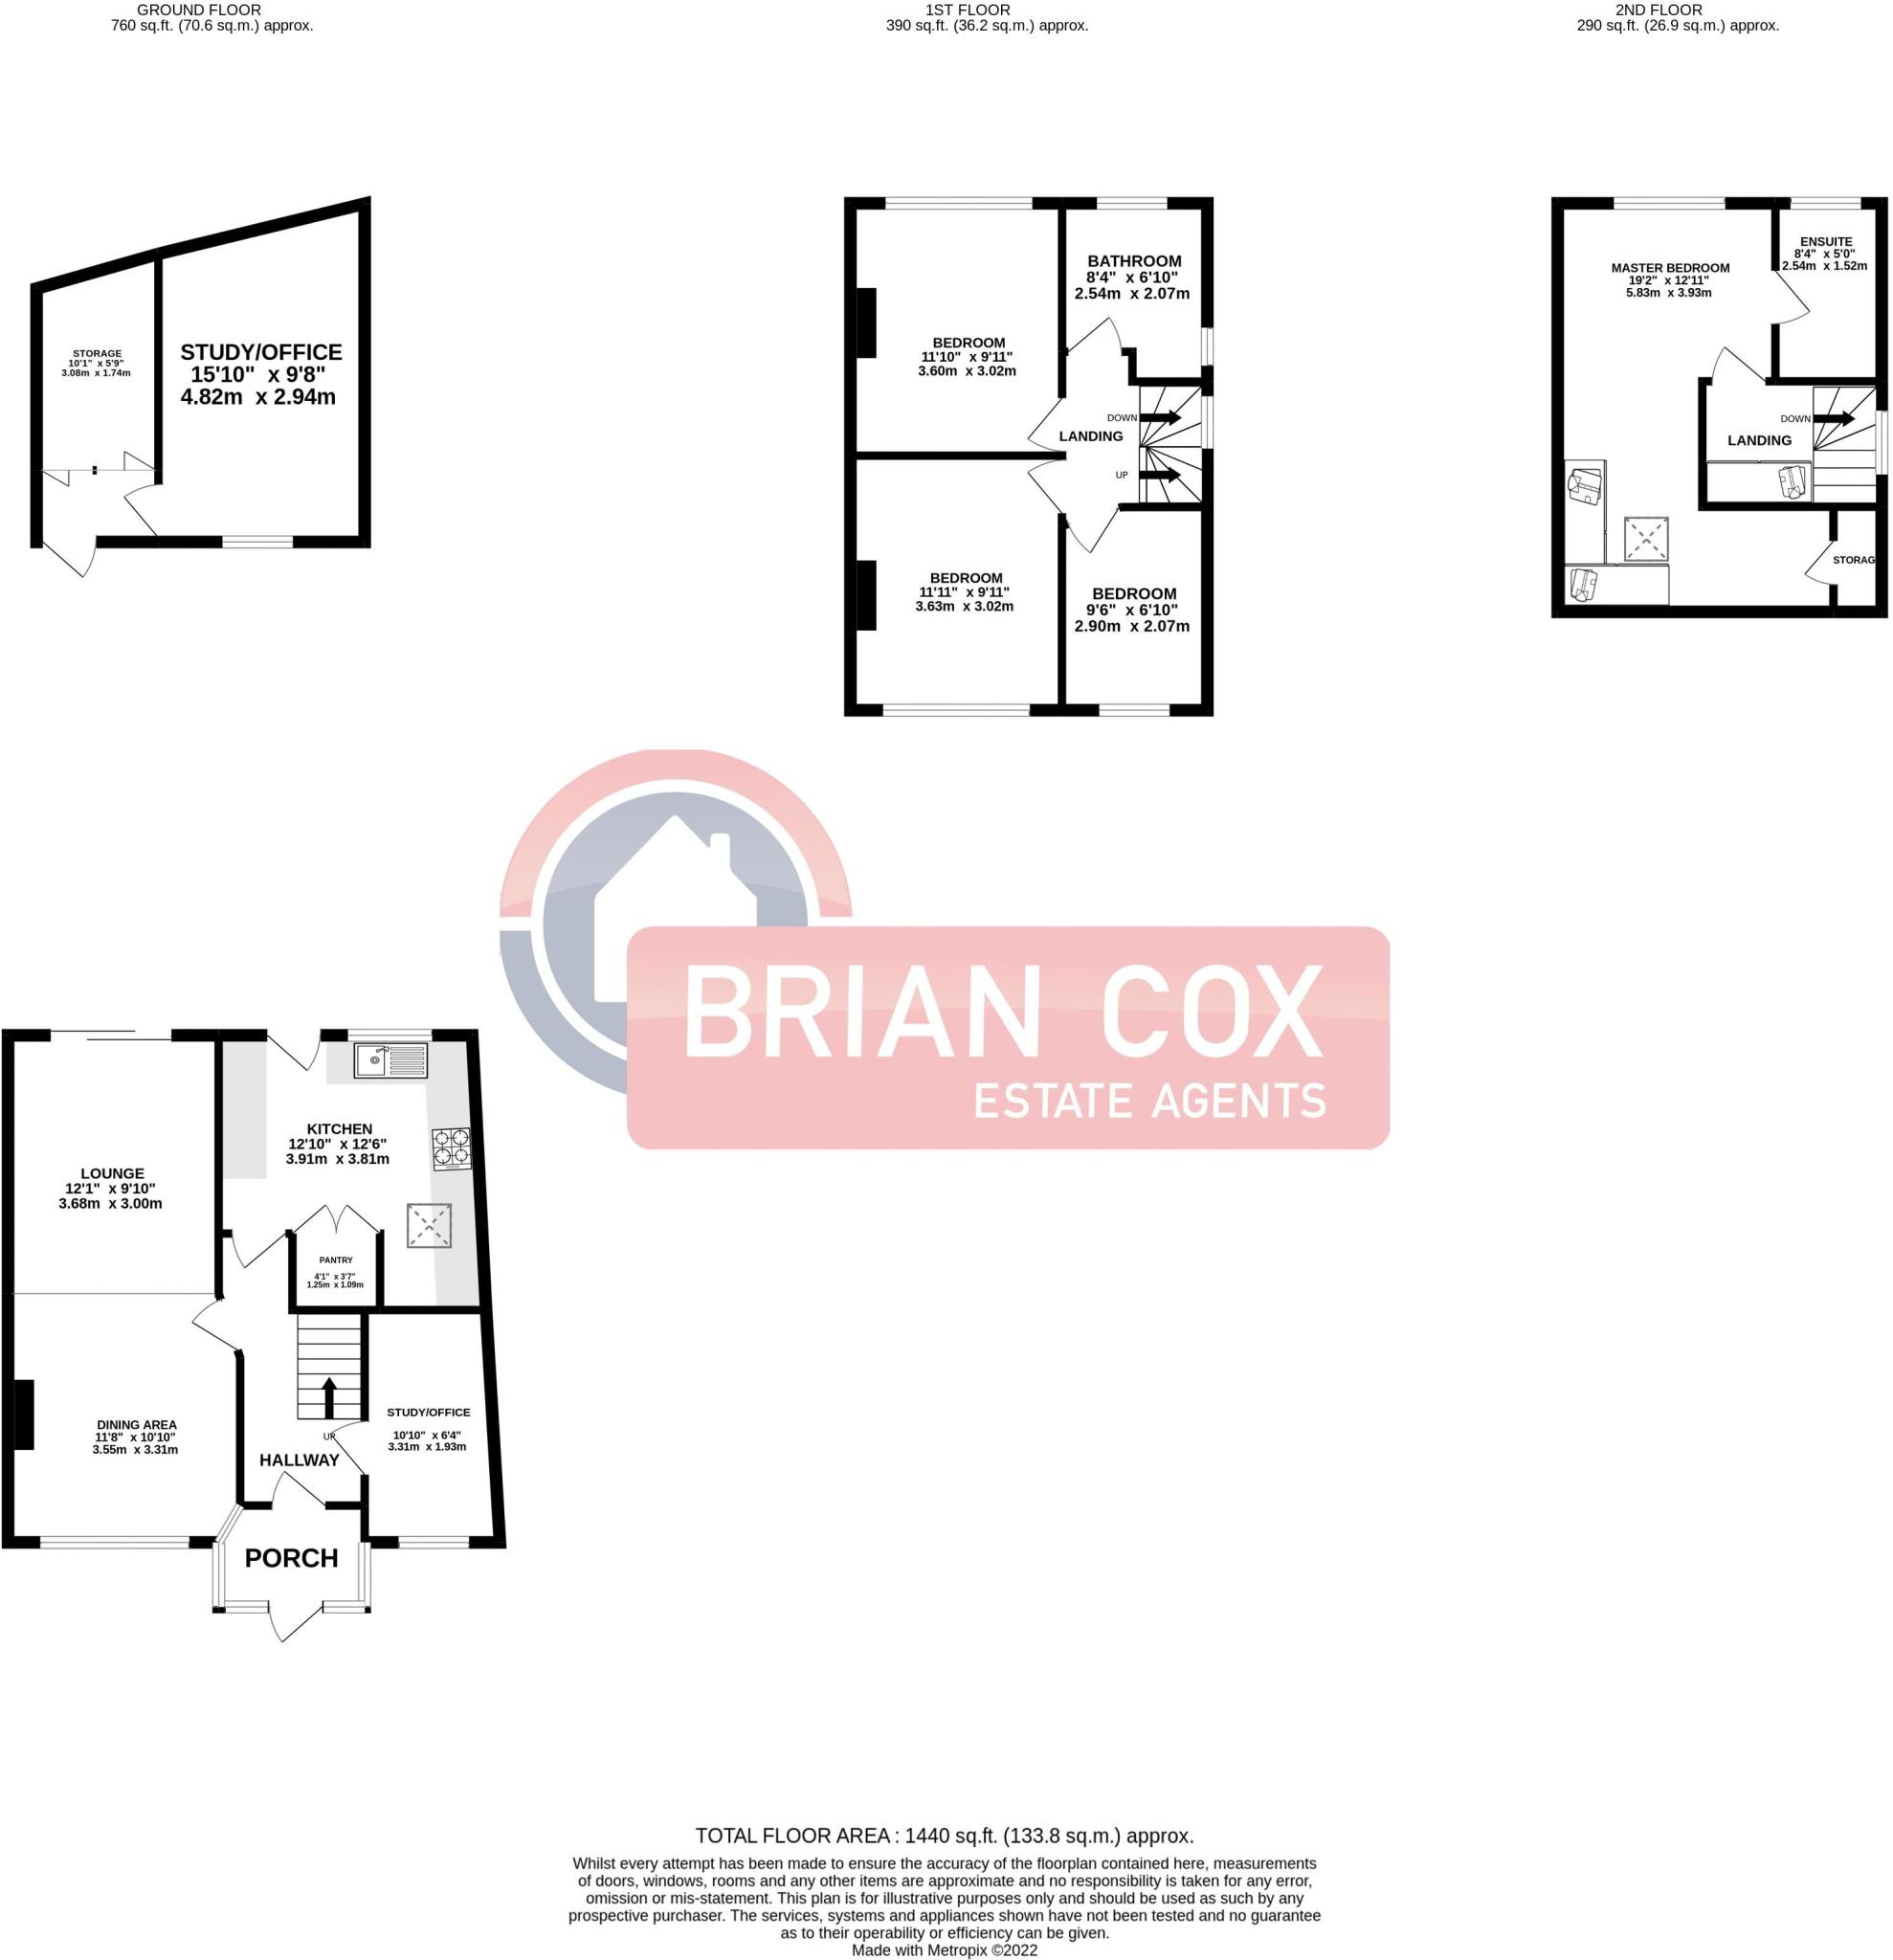 GROUND FLOOR
760 sq.ft. (70.6 sq.m.) approx.
1ST FLOOR
390 sq.ft. (36.2 sq.m.) approx.
2ND FLOOR
290 sq.ft. (26.9 sq.m.) approx.
STORAGE
10'1" x 5'9"
3.08m x 1.74m
STUDY/OFFICE
15'10" x 9'8"
4.82m x 2.94m
BEDROOM
11'10" x 9'11"
3.60m x 3.02m
BATHROOM
8'4" x 6'10"
2.54m x 2.07m
DOWN
LANDING
UP
BEDROOM
11'11" x 9'11"
3.63m x 3.02m
BEDROOM
9'6" x 6'10"
2.90m x 2.07m
MASTER BEDROOM
19'2" x 12'11"
5.83m x 3.93m
ENSUITE
8'4" x 5'0"
2.54m x 1.52m
DOWN
LANDING
STORAG
BRIAN COX
ESTATE AGENTS
LOUNGE
12'1" x 9'10"
3.68m x 3.00m
KITCHEN
12'10" x 12'6"
3.91m x 3.81m
PANTRY
4'1" x 3'7"
1.25m x 1.09m
DINING AREA
11'8" x 10'10"
3.55m x 3.31m
UP
HALLWAY
STUDY/OFFICE
10'10" x 6'4"
3.31m x 1.93m
PORCH
TOTAL FLOOR AREA : 1440 sq.ft. (133.8 sq.m.) approx.
Whilst every attempt has been made to ensure the accuracy of the floorplan contained here, measurements
of doors, windows, rooms and any other items are approximate and no responsibility is taken for any error,
omission or mis-statement. This plan is for illustrative purposes only and should be used as such by any
prospective purchaser. The services, systems and appliances shown have not been tested and no guarantee
as to their operability or efficiency can be given.
Made with Metropix ©2022